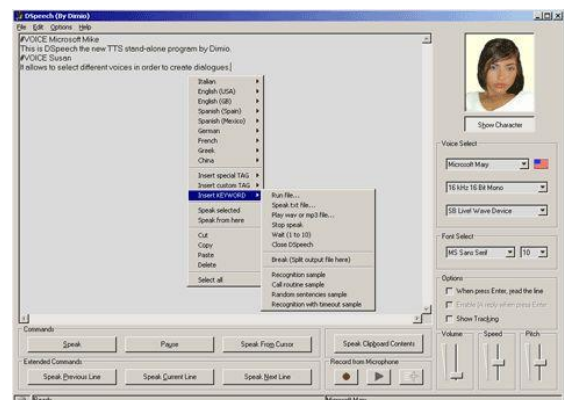 DSpeech (By Dimio)
File Edit Options Help
#VOICE Microsoft Mike
This is DSpeech the new TTS stand-alone program by Dimio.
#VOICE Susan
It allows to select different voices in order to create dialogues.
Italian
English (USA)
English (GB)
Spanish (Spain)
Spanish (Mexico)
German
French
Greek
China
Insert special TAG
Insert custom TAG
Insert KEYWORD
Speak selected
Speak from here
Cut
Copy
Paste
Delete
Select all
Run file...
Speak txt file...
Play wav or mp3 file...
Stop speak
Wait (1 to 10)
Close DSpeech
Break (Split output file here)
Recognition sample
Call routine sample
Random sentencies sample
Recognition with timeout sample
Show Character
Voice Select
Microsoft Mary
16 kHz 16 Bit Mono
SB Live! Wave Device
Font Select
MS Sans Serif 10
Options
When press Enter, read the line
Enable IA reply when press Enter
Show Tracking
Volume Speed Pitch
Commands
Speak Pause Speak From Cursor Speak Clipboard Contents
Extended Commands
Speak Previous Line Speak Current Line Speak Next Line
Record from Microphone
Ready
Microsoft Mary